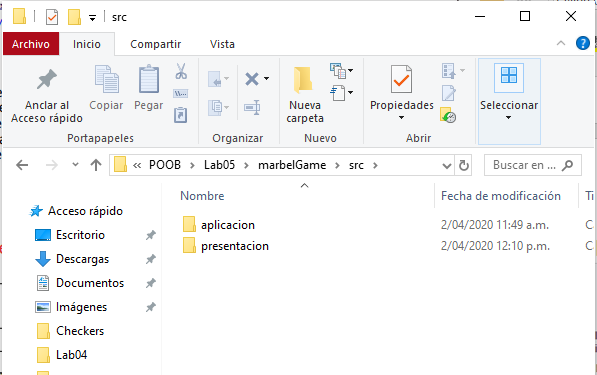 src
Archivo Inicio Compartir Vista
Anclar al Acceso rápido
Copiar
Pegar
Nueva carpeta
Propiedades
Seleccionar
Portapapeles Organizar Nuevo Abrir
« POOB > Lab05 > marbelGame > src >
Buscar en ...
Nombre Fecha de modificación Ti
Acceso rápido
Escritorio
Descargas
Documentos
Imágenes
Checkers
Lab04
aplicacion 2/04/2020 11:49 a.m. C
presentacion 2/04/2020 12:10 p.m. C